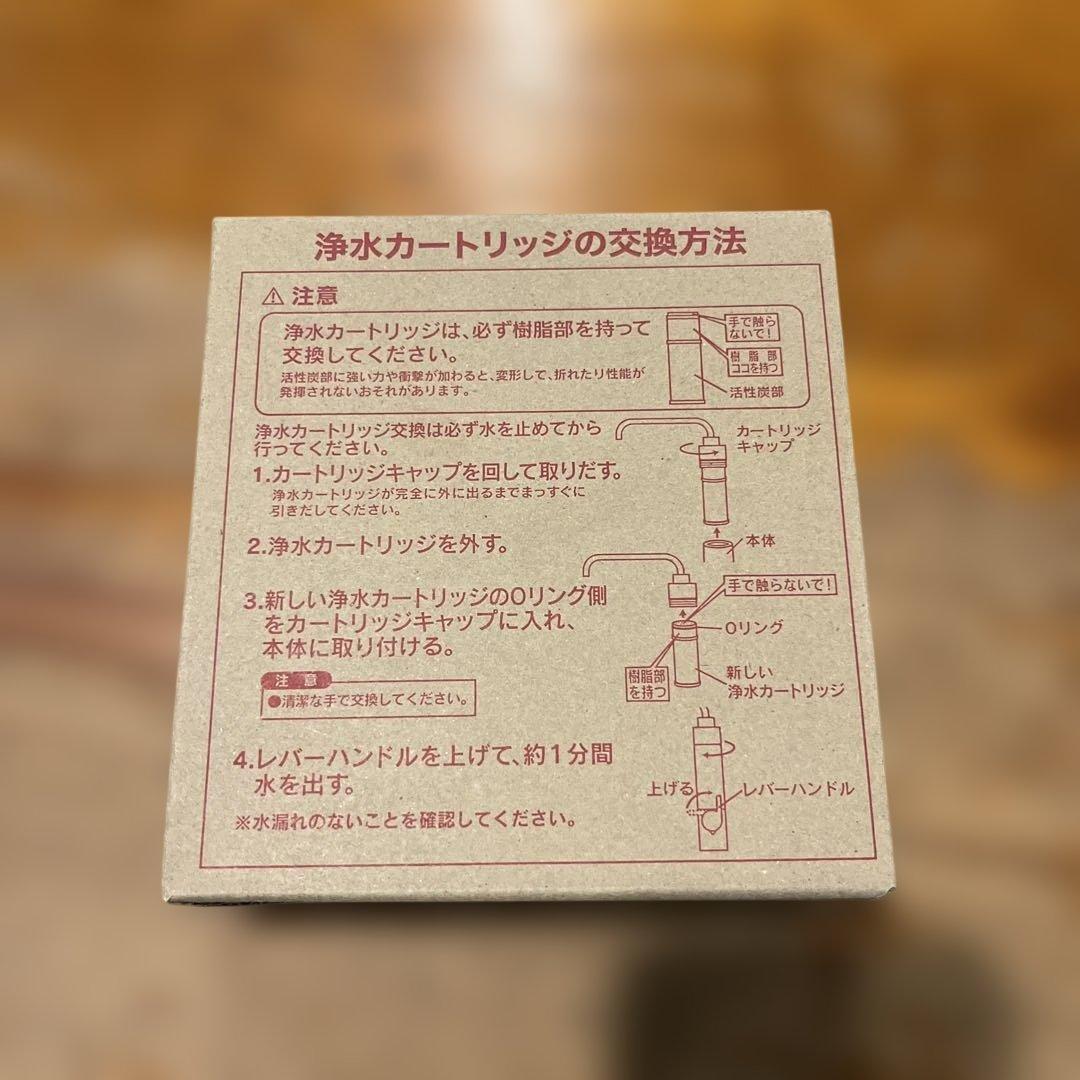 浄水カートリッジの交換方法
⚠ 注意
浄水カートリッジは、必ず樹脂部を持って
交換してください。
活性炭部に強い力や衝撃が加わると、変形して、折れたり性能が
発揮されないおそれがあります。
手で触ら
ないで!
樹脂部
ココを持つ
活性炭部
浄水カートリッジ交換は必ず水を止めてから
行ってください。
1.カートリッジキャップを回して取りだす。
浄水カートリッジが完全に外に出るまでまっすぐに
引きだしてください。
カートリッジ
キャップ
2.浄水カートリッジを外す。
本体
3.新しい浄水カートリッジのOリング側
をカートリッジキャップに入れ、
本体に取り付ける。
注意
●清潔な手で交換してください。
手で触らないで!
Oリング
樹脂部
を持つ
新しい
浄水カートリッジ
4.レバーハンドルを上げて、約1分間
水を出す。
※水漏れのないことを確認してください。
上げる
レバーハンドル